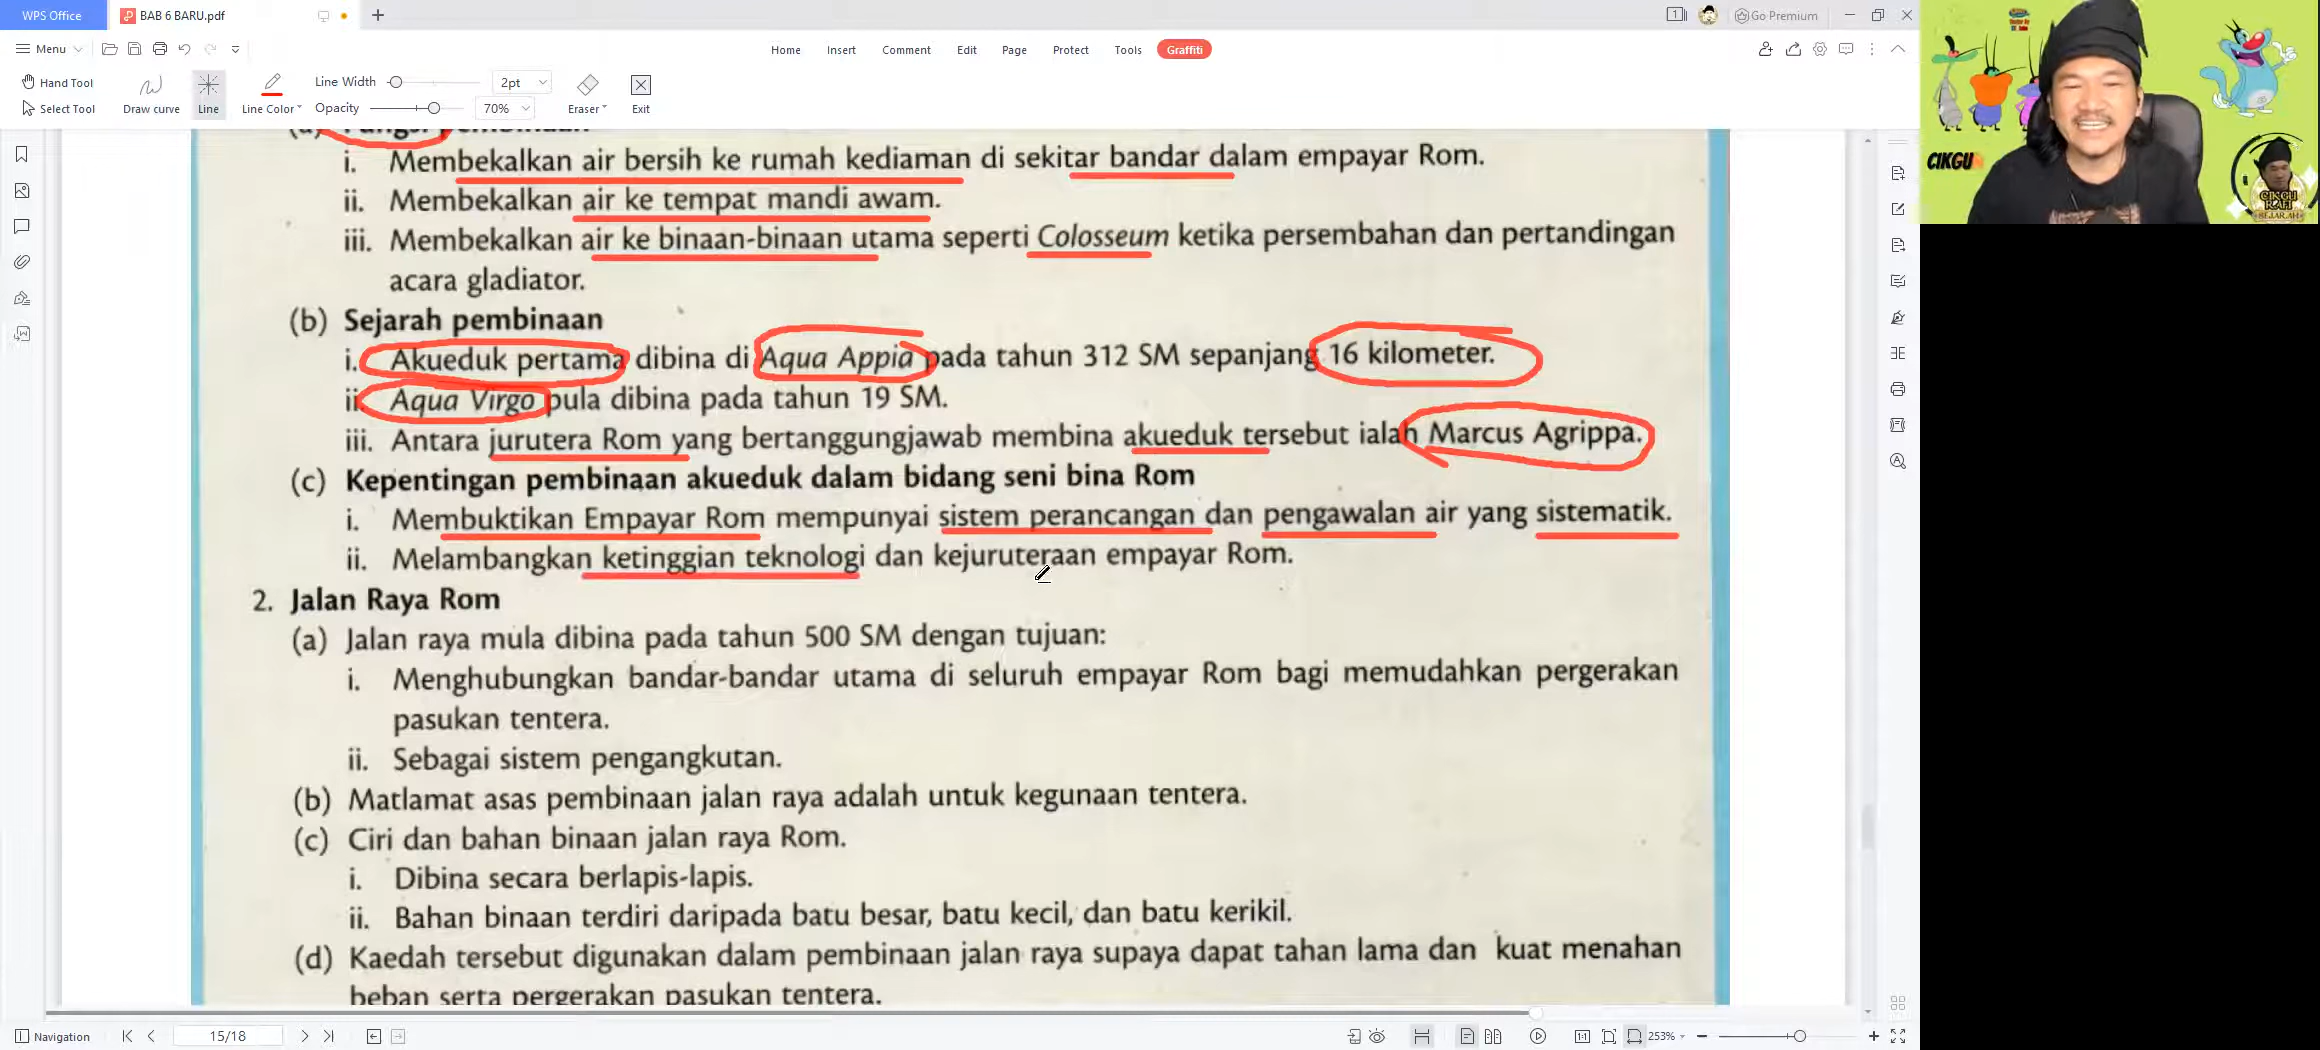 WPS Office
BAB 6 BARU.pdf
Go Premium
Menu
Home Insert Comment Edit Page Protect Tools Graffiti
Hand Tool
Select Tool
Draw curve
Line
Line Color
Line Width 2pt
Opacity 70%
Eraser
Exit
i. Membekalkan air bersih ke rumah kediaman di sekitar bandar dalam empayar Rom.
ii. Membekalkan air ke tempat mandi awam.
iii. Membekalkan air ke binaan-binaan utama seperti Colosseum ketika persembahan dan pertandingan
acara gladiator.
(b) Sejarah pembinaan
i. Akueduk pertama dibina di Aqua Appia pada tahun 312 SM sepanjang 16 kilometer.
ii Aqua Virgo pula dibina pada tahun 19 SM.
iii. Antara jurutera Rom yang bertanggungjawab membina akueduk tersebut ialah Marcus Agrippa.
(c) Kepentingan pembinaan akueduk dalam bidang seni bina Rom
i. Membuktikan Empayar Rom mempunyai sistem perancangan dan pengawalan air yang sistematik.
ii. Melambangkan ketinggian teknologi dan kejuruteraan empayar Rom.
2. Jalan Raya Rom
(a) Jalan raya mula dibina pada tahun 500 SM dengan tujuan:
i. Menghubungkan bandar-bandar utama di seluruh empayar Rom bagi memudahkan pergerakan
pasukan tentera.
ii. Sebagai sistem pengangkutan.
(b) Matlamat asas pembinaan jalan raya adalah untuk kegunaan tentera.
(c) Ciri dan bahan binaan jalan raya Rom.
i. Dibina secara berlapis-lapis.
ii. Bahan binaan terdiri daripada batu besar, batu kecil, dan batu kerikil.
(d) Kaedah tersebut digunakan dalam pembinaan jalan raya supaya dapat tahan lama dan kuat menahan
beban serta pergerakan pasukan tentera.
Navigation
15/18
253%
CIKGU
CIKGU
RAFI
SEJARAH